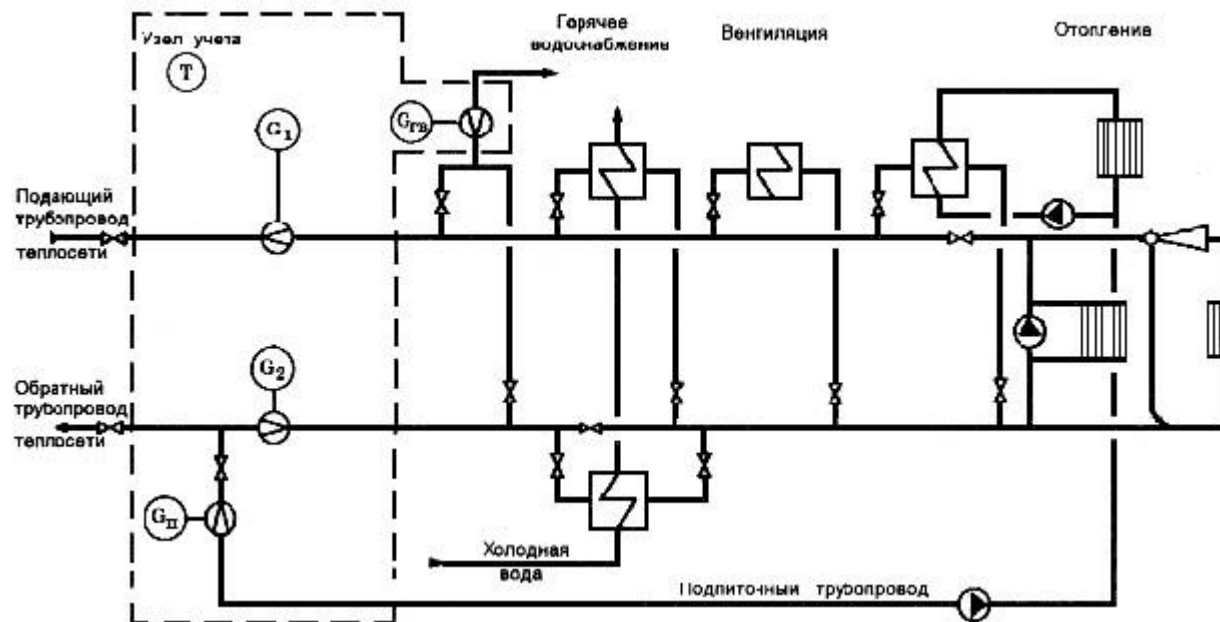 Узел учета
T
Горячее
водоснабжение
Вентиляция
Отопление
G1
Gгв
Подающий
трубопровод
теплосети
G2
Обратный
трубопровод
теплосети
Gп
Холодная
вода
Подпиточный трубопровод